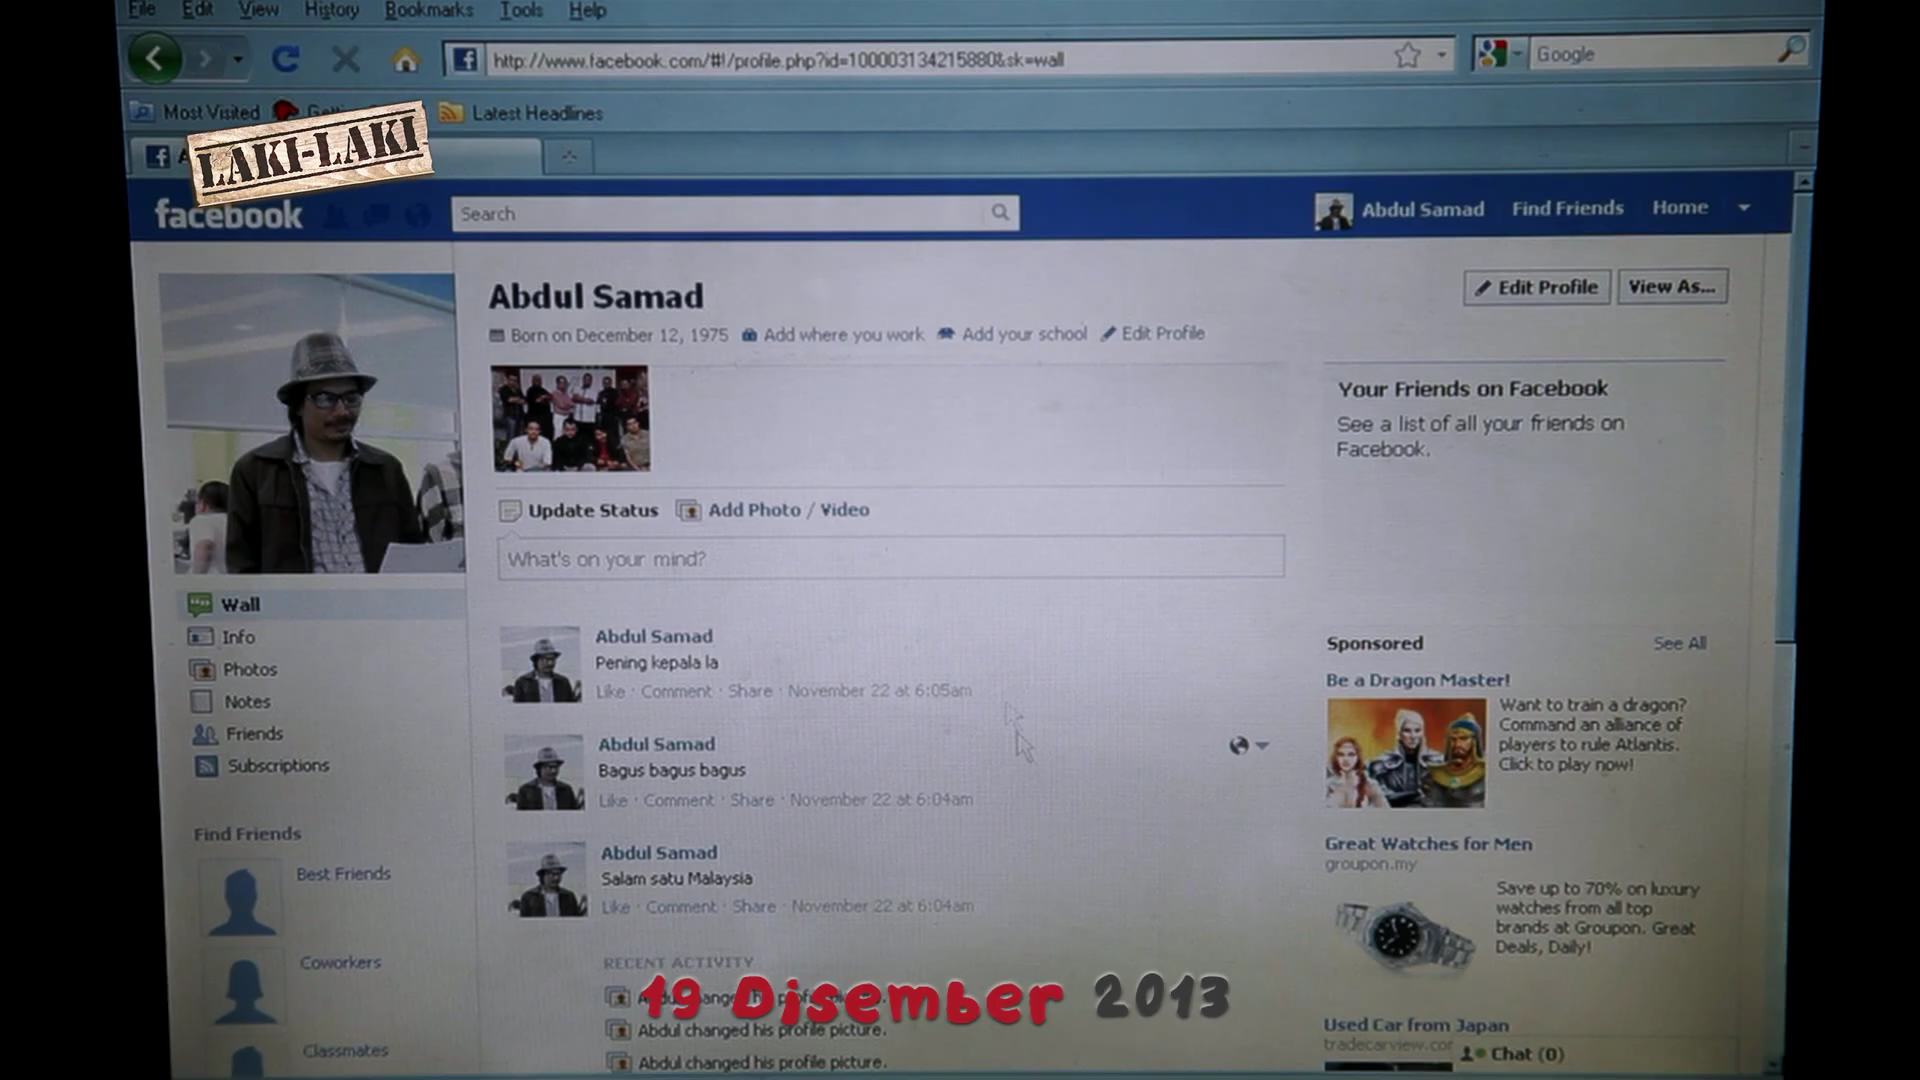 File Edit View History Bookmarks Tools Help
http://www.facebook.com/#!/profile.php?id=100003134215880&sk=wall
Google
Most Visited
Latest Headlines
LAKI-LAKI
facebook
Search
Abdul Samad Find Friends Home
Abdul Samad
Edit Profile View As...
Born on December 12, 1975 Add where you work Add your school Edit Profile
Your Friends on Facebook
See a list of all your friends on
Facebook.
Update Status Add Photo / Video
What's on your mind?
Wall
Info
Photos
Notes
Friends
Subscriptions
Find Friends
Best Friends
Coworkers
Classmates
Abdul Samad
Pening kepala la
Like · Comment · Share · November 22 at 6:05am
Abdul Samad
Bagus bagus bagus
Like · Comment · Share · November 22 at 6:04am
Abdul Samad
Salam satu Malaysia
Like · Comment · Share · November 22 at 6:04am
RECENT ACTIVITY
19 Disember 2013
Abdul changed his profile picture.
Abdul changed his profile picture.
Sponsored See All
Be a Dragon Master!
Want to train a dragon?
Command an alliance of
players to rule Atlantis.
Click to play now!
Great Watches for Men
groupon.my
Save up to 70% on luxury
watches from all top
brands at Groupon. Great
Deals, Daily!
Used Car from Japan
Chat (0)